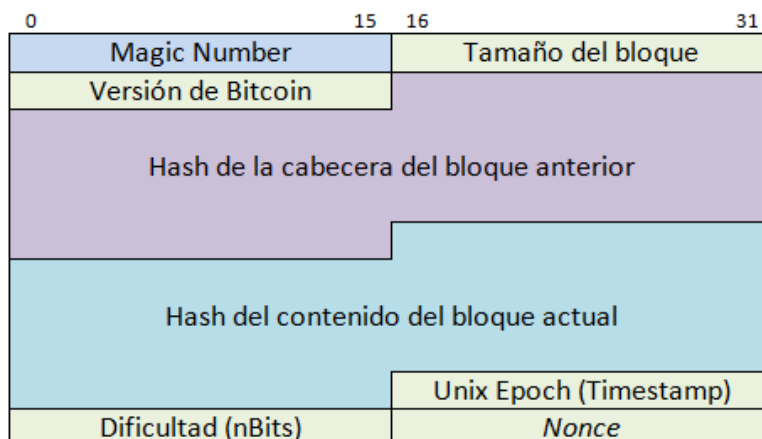 0 15 16 31
Magic Number Tamaño del bloque
Versión de Bitcoin
Hash de la cabecera del bloque anterior
Hash del contenido del bloque actual
Unix Epoch (Timestamp)
Dificultad (nBits) Nonce